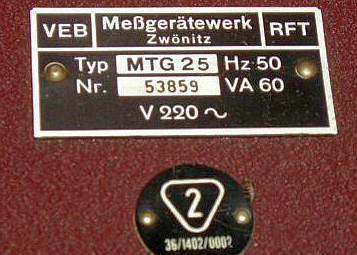 VEB Meßgerätewerk RFT
Zwönitz
Typ MTG 25 Hz 50
Nr. 53859 VA 60
V 220 ~
2
36/1402/0002